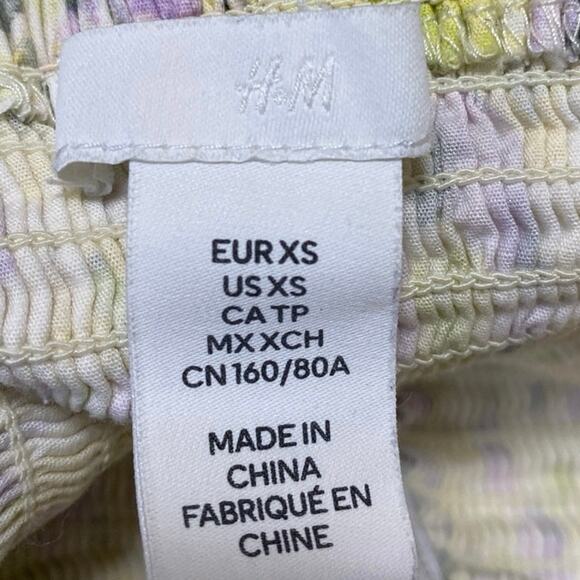 H&M
EUR XS
US XS
CA TP
MX XCH
CN 160/80A
MADE IN
CHINA
FABRIQUÉ EN
CHINE